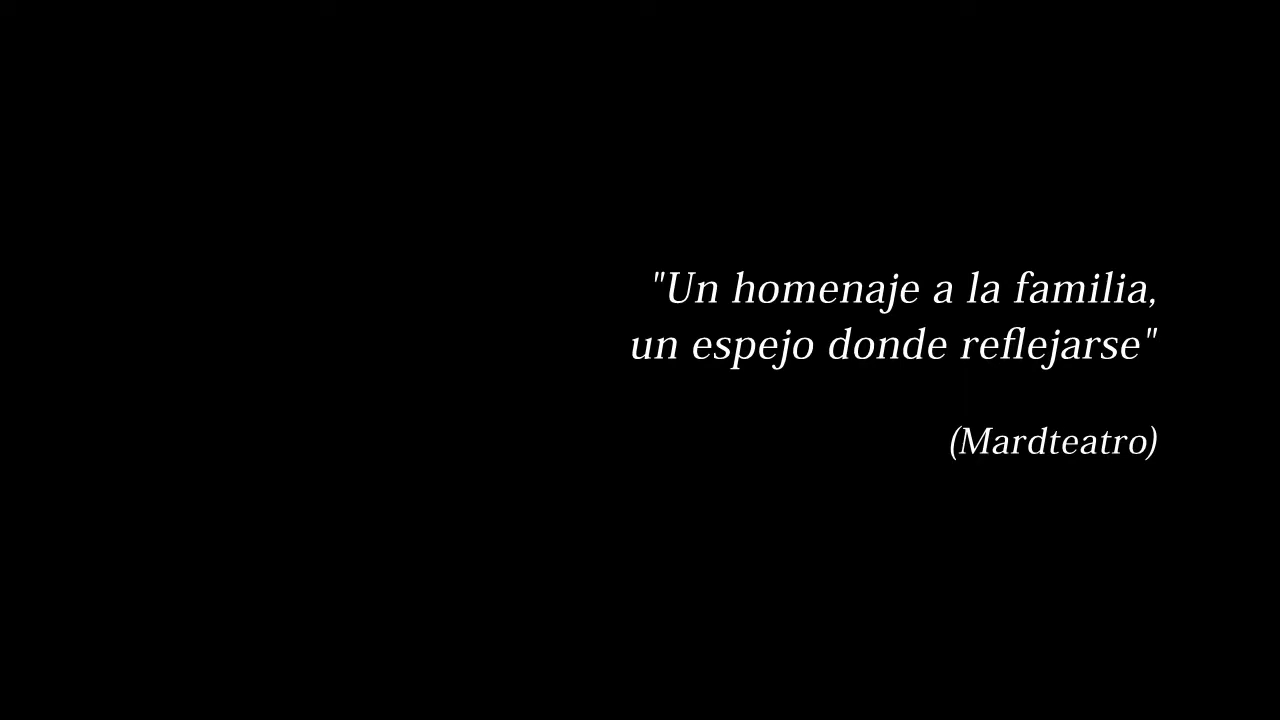 "Un homenaje a la familia,
un espejo donde reflejarse"
(Mardteatro)